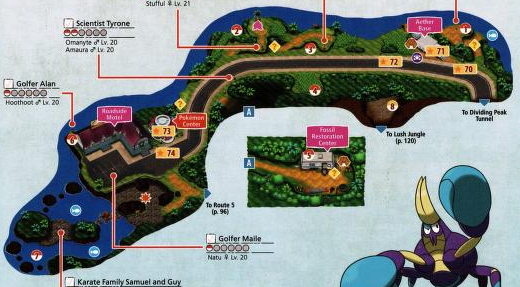 Stufful ♀ Lv. 21
Scientist Tyrone
Omanyte ♂ Lv. 20
Amaura ♂ Lv. 20
Aether
Base
71
72
70
Golfer Alan
Hoothoot ♂ Lv. 20
Roadside
Motel
Pokémon
Center
73
74
A
8
To Dividing Peak
Tunnel
To Lush Jungle
(p. 120)
Fossil
Restoration
Center
A
To Route 5
(p. 96)
Golfer Maile
Natu ♀ Lv. 20
Karate Family Samuel and Guy